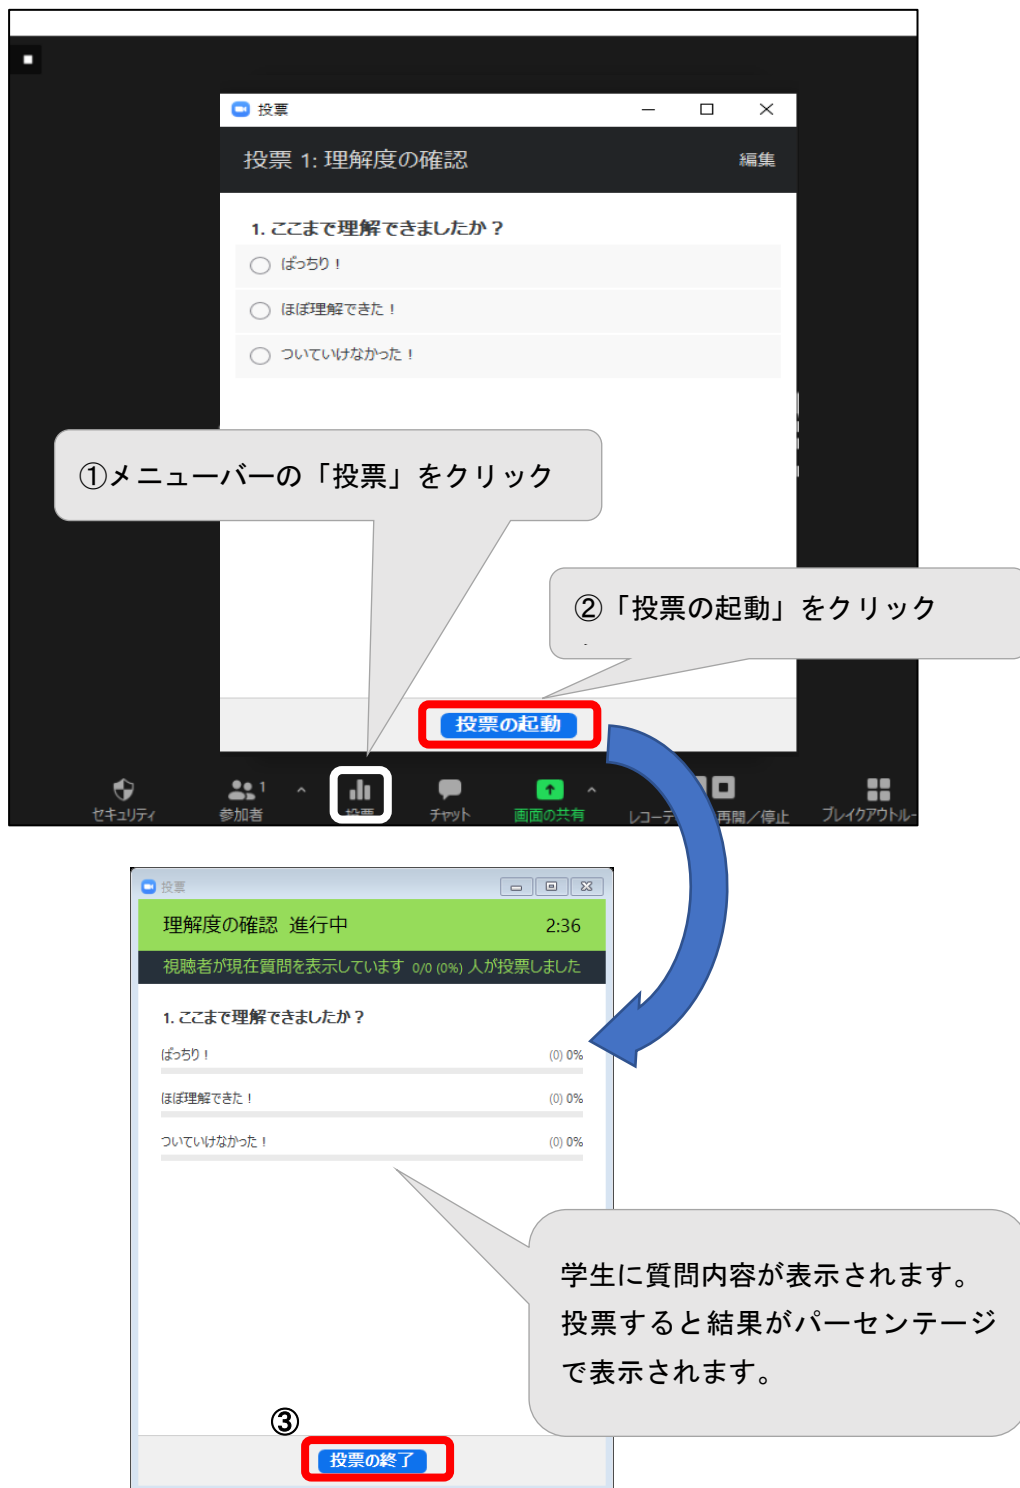 投票
投票 1: 理解度の確認
編集
1. ここまで理解できましたか？
ばっちり！
ほぼ理解できた！
ついていけなかった！
①メニューバーの「投票」をクリック
②「投票の起動」をクリック
投票の起動
セキュリティ
参加者
1
投票
チャット
画面の共有
レコーテ
再開／停止
ブレイクアウトルー
投票
理解度の確認 進行中
2:36
視聴者が現在質問を表示しています 0/0 (0%) 人が投票しました
1. ここまで理解できましたか？
ばっちり！ (0) 0%
ほぼ理解できた！ (0) 0%
ついていけなかった！ (0) 0%
学生に質問内容が表示されます。
投票すると結果がパーセンテージ
で表示されます。
③
投票の終了